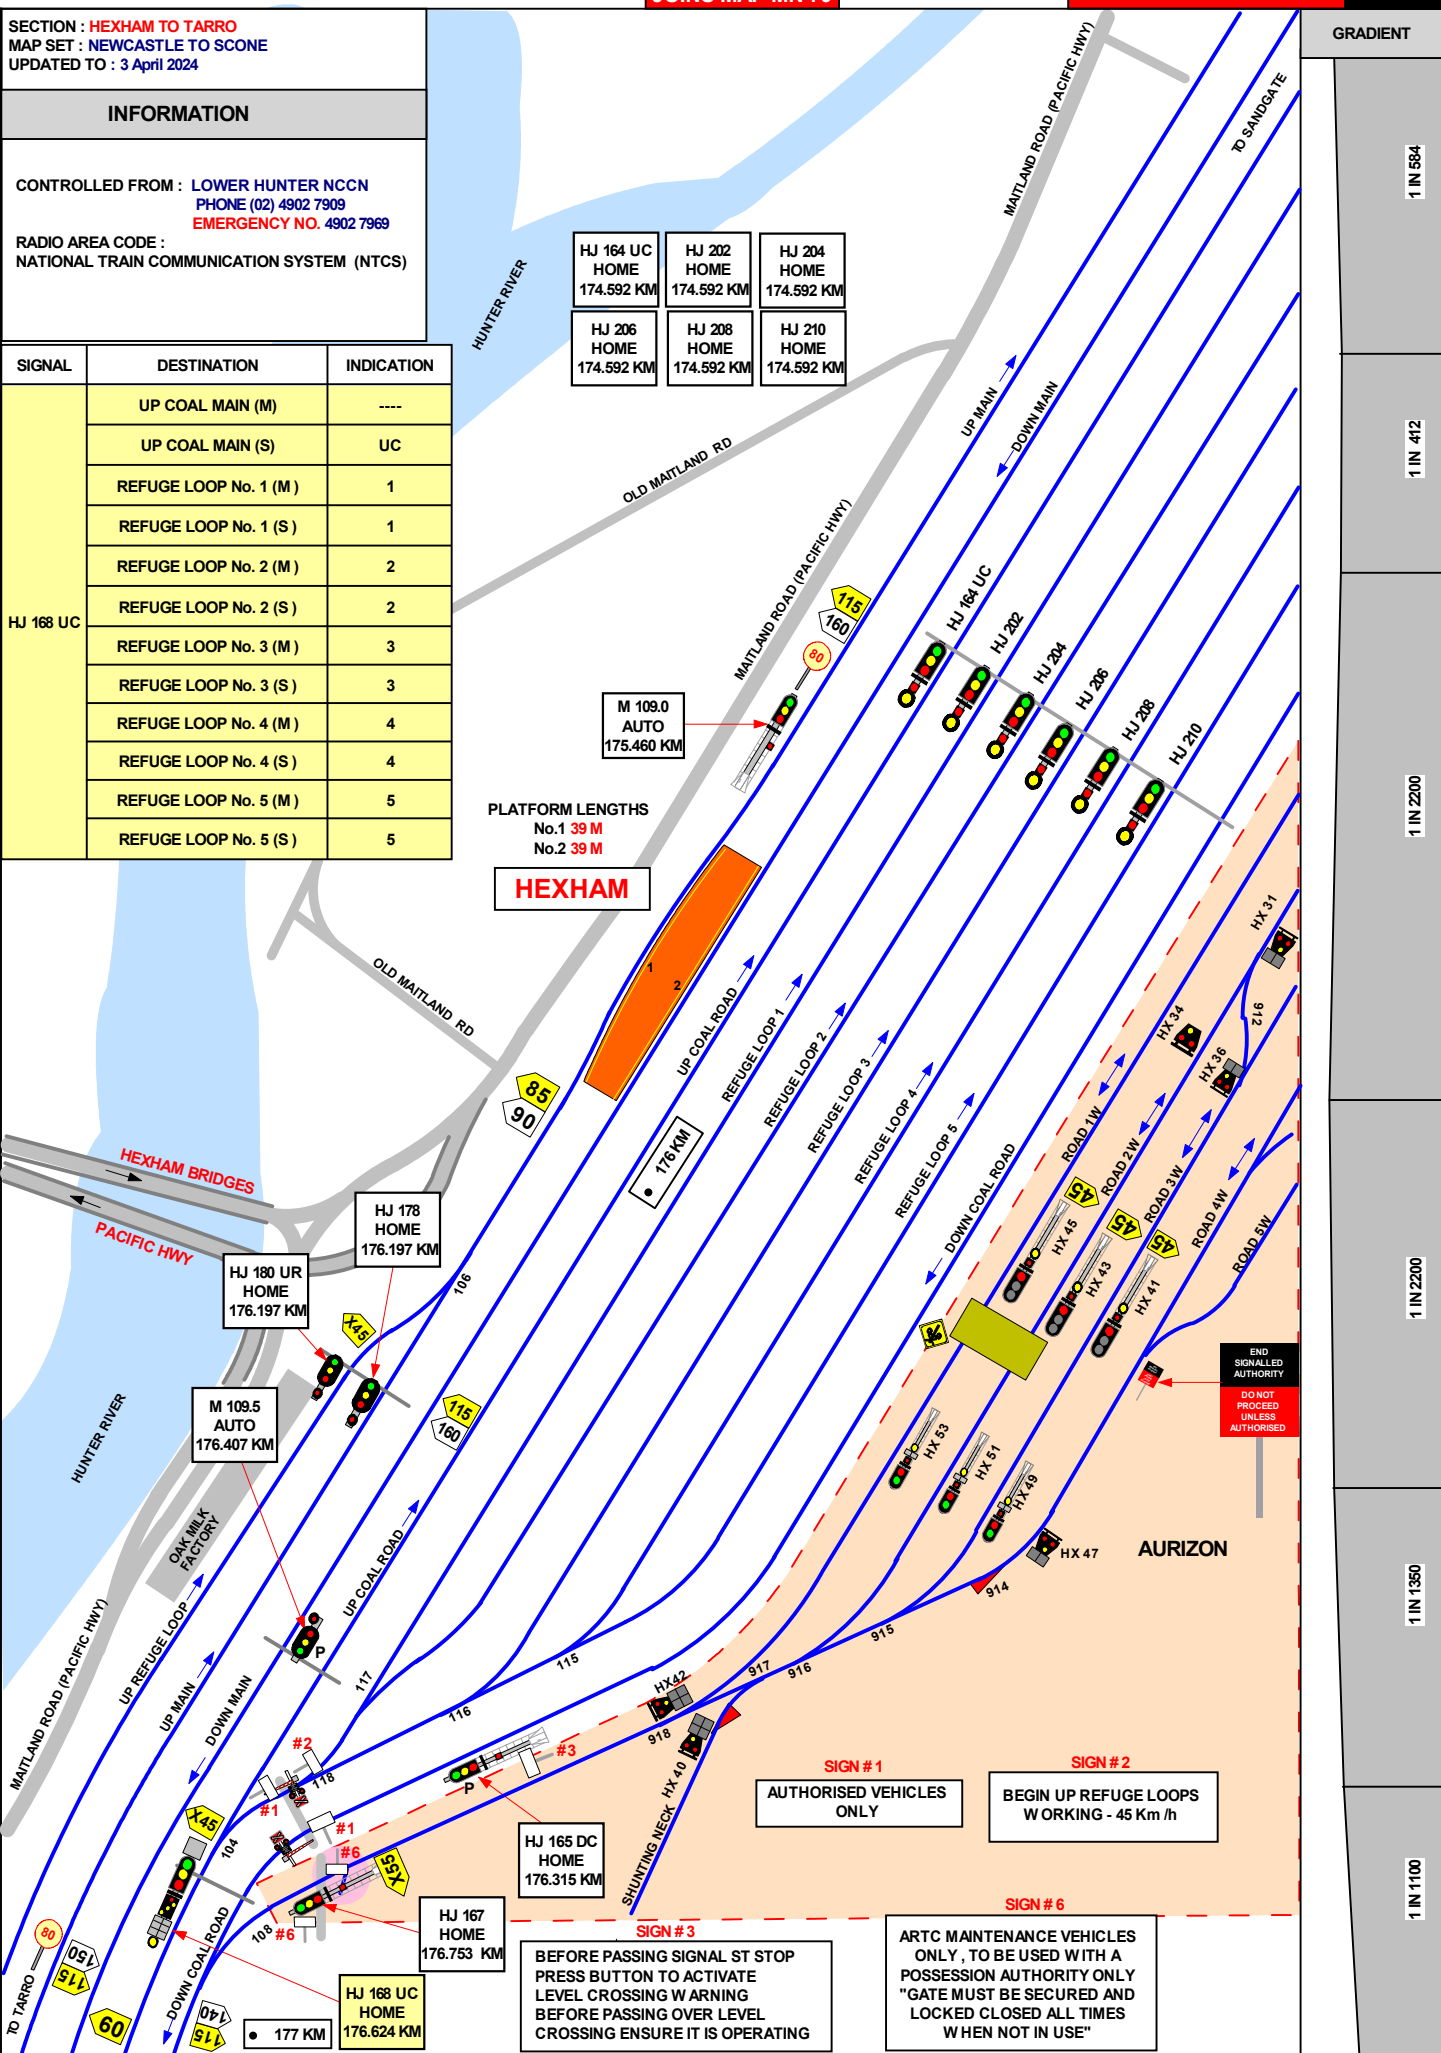 SECTION : HEXHAM TO TARRO
MAP SET : NEWCASTLE TO SCONE
UPDATED TO : 3 April 2024
INFORMATION
CONTROLLED FROM : LOWER HUNTER NCCN
PHONE (02) 4902 7909
EMERGENCY NO. 4902 7969
RADIO AREA CODE :
NATIONAL TRAIN COMMUNICATION SYSTEM (NTCS)
SIGNAL DESTINATION INDICATION
HJ 168 UC
UP COAL MAIN (M) ----
UP COAL MAIN (S) UC
REFUGE LOOP No. 1 (M ) 1
REFUGE LOOP No. 1 (S ) 1
REFUGE LOOP No. 2 (M ) 2
REFUGE LOOP No. 2 (S ) 2
REFUGE LOOP No. 3 (M ) 3
REFUGE LOOP No. 3 (S ) 3
REFUGE LOOP No. 4 (M ) 4
REFUGE LOOP No. 4 (S ) 4
REFUGE LOOP No. 5 (M ) 5
REFUGE LOOP No. 5 (S ) 5
GRADIENT
1 IN 584
1 IN 412
1 IN 2200
1 IN 2200
1 IN 1350
1 IN 1100
HJ 164 UC
HOME
174.592 KM
HJ 202
HOME
174.592 KM
HJ 204
HOME
174.592 KM
HJ 206
HOME
174.592 KM
HJ 208
HOME
174.592 KM
HJ 210
HOME
174.592 KM
HUNTER RIVER
MAITLAND ROAD (PACIFIC HWY)
TO SANDGATE
OLD MAITLAND RD
UP MAIN
DOWN MAIN
MAITLAND ROAD (PACIFIC HWY)
115
160
80
HJ 164 UC
HJ 202
HJ 204
HJ 206
HJ 208
HJ 210
M 109.0
AUTO
175.460 KM
PLATFORM LENGTHS
No.1 39 M
No.2 39 M
HEXHAM
1
2
OLD MAITLAND RD
UP COAL ROAD
REFUGE LOOP 1
REFUGE LOOP 2
REFUGE LOOP 3
REFUGE LOOP 4
REFUGE LOOP 5
DOWN COAL ROAD
ROAD 1W
ROAD 2W
ROAD 3W
ROAD 4W
ROAD 5W
HX 31
912
HX 34
HX 36
85
90
176 KM
HEXHAM BRIDGES
PACIFIC HWY
HJ 178
HOME
176.197 KM
HJ 180 UR
HOME
176.197 KM
106
X45
45
45
45
HX 45
HX 43
HX 41
END
SIGNALLED
AUTHORITY
DO NOT
PROCEED
UNLESS
AUTHORISED
M 109.5
AUTO
176.407 KM
115
160
HUNTER RIVER
OAK MILK
FACTORY
HX 53
HX 51
HX 49
HX 47
AURIZON
914
915
916
917
918
MAITLAND ROAD (PACIFIC HWY)
UP REFUGE LOOP
UP MAIN
DOWN MAIN
UP COAL ROAD
P
117
116
115
HX42
HX 40
SHUNTING NECK
#2
118
#1
#1
#3
P
#6
#6
X45
104
X55
108
HJ 165 DC
HOME
176.315 KM
HJ 167
HOME
176.753 KM
HJ 168 UC
HOME
176.624 KM
80
TO TARRO
150
115
60
DOWN COAL ROAD
140
115
177 KM
SIGN # 1
AUTHORISED VEHICLES
ONLY
SIGN # 2
BEGIN UP REFUGE LOOPS
WORKING - 45 Km /h
SIGN # 3
BEFORE PASSING SIGNAL ST STOP
PRESS BUTTON TO ACTIVATE
LEVEL CROSSING WARNING
BEFORE PASSING OVER LEVEL
CROSSING ENSURE IT IS OPERATING
SIGN # 6
ARTC MAINTENANCE VEHICLES
ONLY , TO BE USED WITH A
POSSESSION AUTHORITY ONLY
"GATE MUST BE SECURED AND
LOCKED CLOSED ALL TIMES
WHEN NOT IN USE"